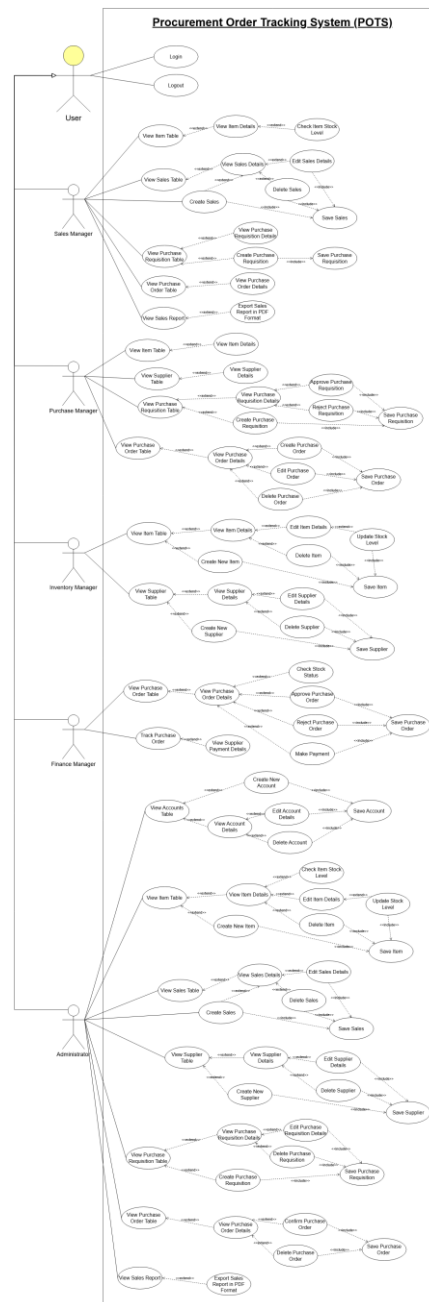 Procurement Order Tracking System (POTS)
Login
Logout
User
View Item Table
View Item Details
Check Item Stock
Level
View Sales Table
View Sales Details
Edit Sales Details
Delete Sales
Create Sales
Save Sales
Sales Manager
View Purchase
Requisition Table
View Purchase
Requisition Details
Create Purchase
Requisition
Save Purchase
Requisition
View Purchase
Order Table
View Purchase
Order Details
View Sales Report
Export Sales
Report in PDF
Format
View Item Table
View Item Details
View Supplier
Table
View Supplier
Details
Purchase Manager
View Purchase
Requisition Table
View Purchase
Requisition Details
Approve Purchase
Requisition
Reject Purchase
Requisition
Create Purchase
Requisition
Save Purchase
Requisition
View Purchase
Order Table
View Purchase
Order Details
Create Purchase
Order
Edit Purchase
Order
Delete Purchase
Order
Save Purchase
Order
View Item Table
View Item Details
Edit Item Details
Update Stock
Level
Delete Item
Create New Item
Save Item
Inventory Manager
View Supplier
Table
View Supplier
Details
Edit Supplier
Details
Create New
Supplier
Delete Supplier
Save Supplier
View Purchase
Order Table
View Purchase
Order Details
Check Stock
Status
Approve Purchase
Order
Reject Purchase
Order
Save Purchase
Order
Make Payment
Finance Manager
Track Purchase
Order
View Supplier
Payment Details
View Accounts
Table
Create New
Account
View Account
Details
Edit Account
Details
Delete Account
Save Account
View Item Table
View Item Details
Check Item Stock
Level
Edit Item Details
Update Stock
Level
Delete Item
Create New Item
Save Item
View Sales Table
View Sales Details
Edit Sales Details
Delete Sales
Create Sales
Save Sales
Administrator
View Supplier
Table
View Supplier
Details
Edit Supplier
Details
Create New
Supplier
Delete Supplier
Save Supplier
View Purchase
Requisition Table
View Purchase
Requisition Details
Edit Purchase
Requisition Details
Delete Purchase
Requisition
Create Purchase
Requisition
Save Purchase
Requisition
View Purchase
Order Table
View Purchase
Order Details
Confirm Purchase
Order
Delete Purchase
Order
Save Purchase
Order
View Sales Report
Export Sales
Report in PDF
Format